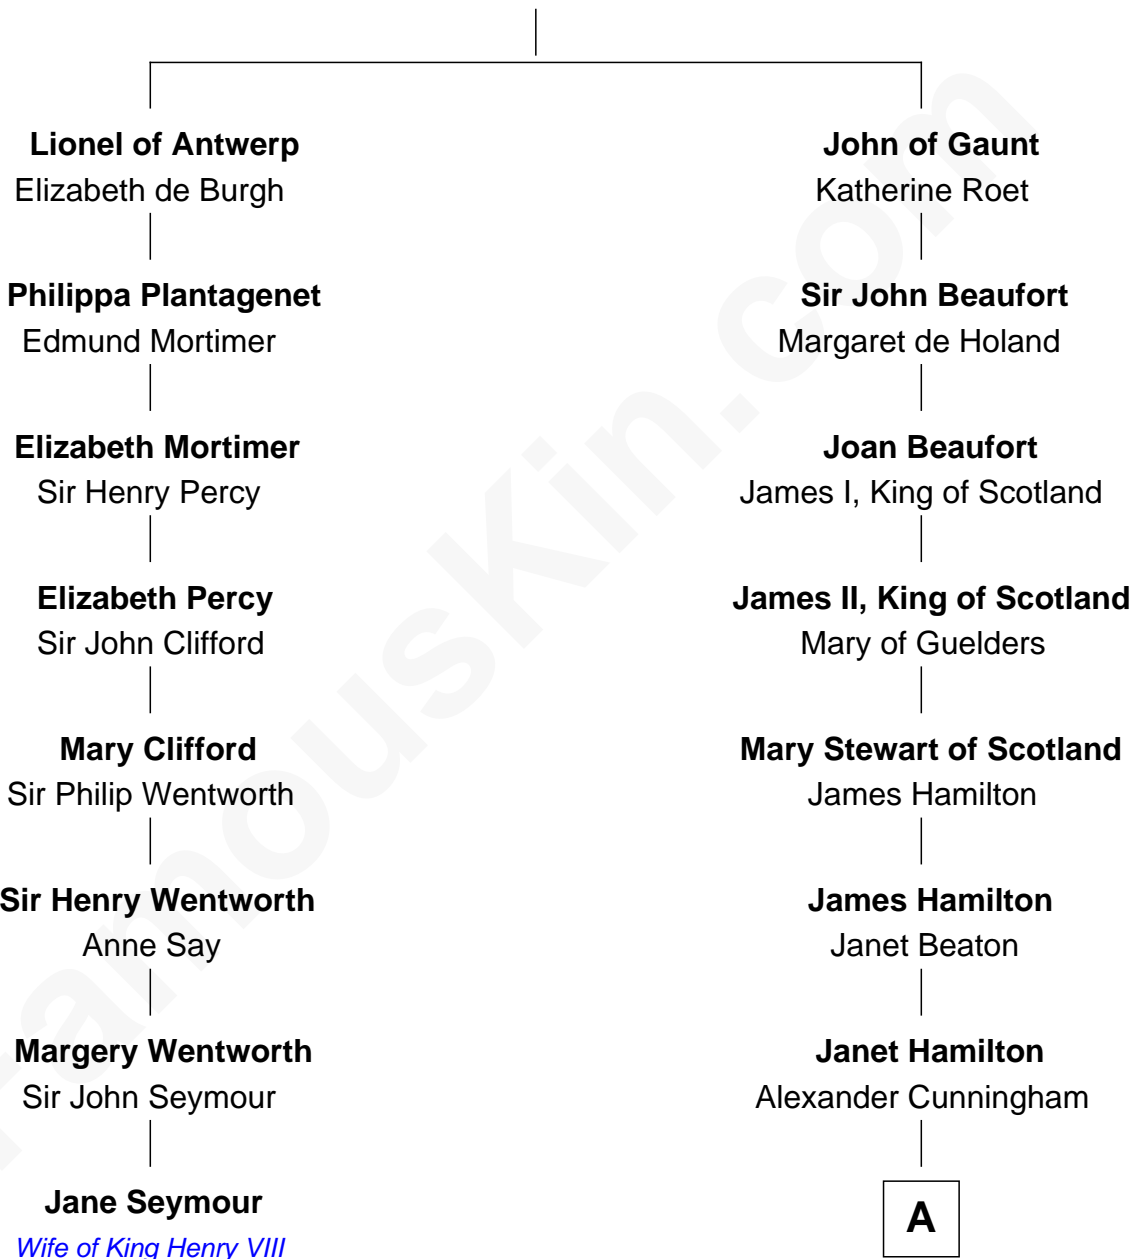 Lionel of Antwerp
Elizabeth de Burgh
Philippa Plantagenet
Edmund Mortimer
Elizabeth Mortimer
Sir Henry Percy
Elizabeth Percy
Sir John Clifford
Mary Clifford
Sir Philip Wentworth
Sir Henry Wentworth
Anne Say
Margery Wentworth
Sir John Seymour
Jane Seymour
Wife of King Henry VIII
John of Gaunt
Katherine Roet
Sir John Beaufort
Margaret de Holand
Joan Beaufort
James I, King of Scotland
James II, King of Scotland
Mary of Guelders
Mary Stewart of Scotland
James Hamilton
James Hamilton
Janet Beaton
Janet Hamilton
Alexander Cunningham
A
FamousKin.com